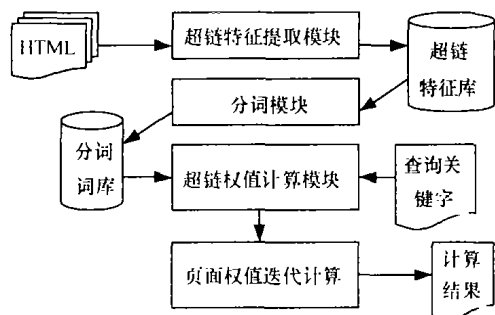 HTML
超链特征提取模块
超链
特征库
分词模块
分词
词库
超链权值计算模块
查询关
键字
页面权值迭代计算
计算
结果